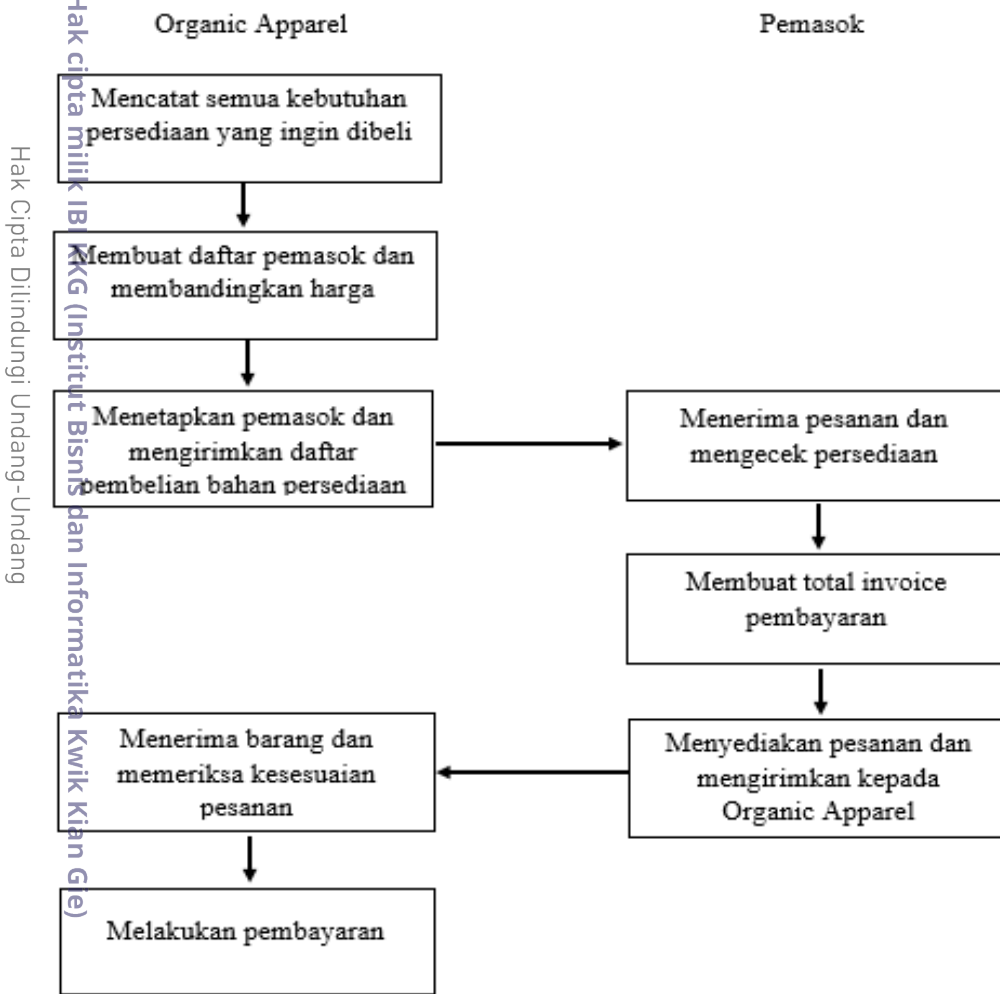 Organic Apparel
Pemasok
Mencatat semua kebutuhan
persediaan yang ingin dibeli
Membuat daftar pemasok dan
membandingkan harga
Menetapkan pemasok dan
mengirimkan daftar
pembelian bahan persediaan
Menerima pesanan dan
mengecek persediaan
Membuat total invoice
pembayaran
Menyediakan pesanan dan
mengirimkan kepada
Organic Apparel
Menerima barang dan
memeriksa kesesuaian
pesanan
Melakukan pembayaran
Hak cipta milik IBI KKG (Institut Bisnis dan Informatika Kwik Kian Gie)
Hak Cipta Dilindungi Undang-Undang